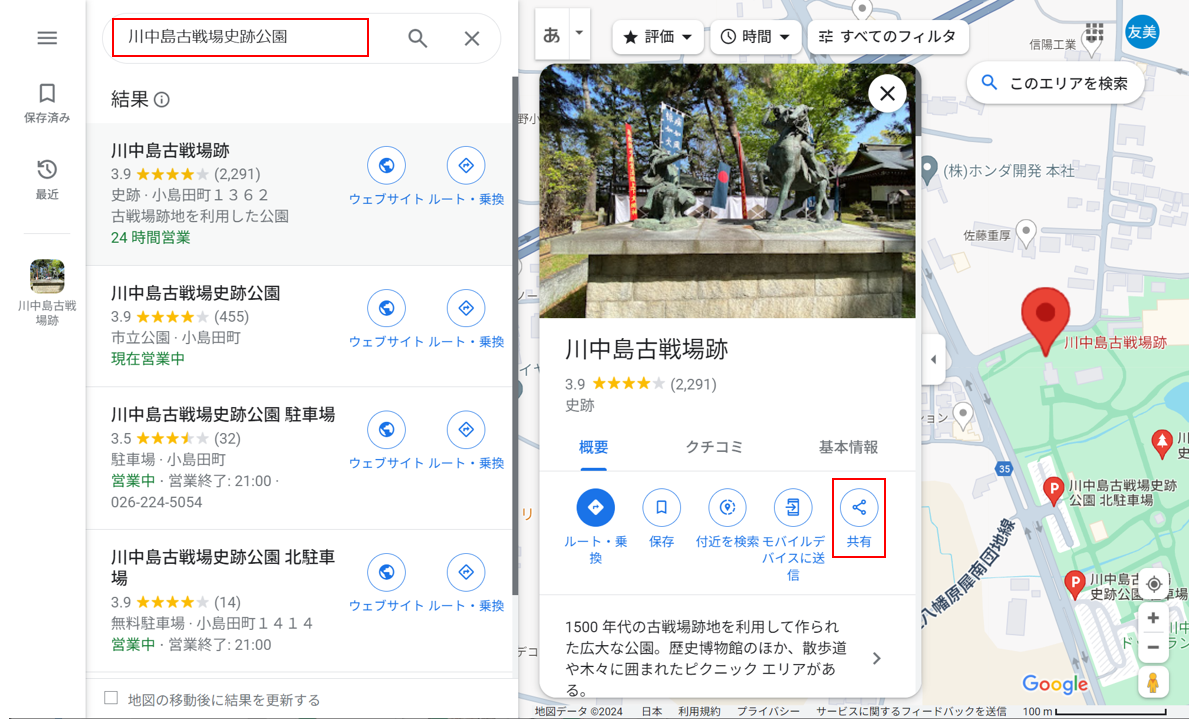 川中島古戦場史跡公園
保存済み
最近
川中島古戦
場跡
結果
川中島古戦場跡
3.9 (2,291)
史跡 · 小島田町１３６２
古戦場跡地を利用した公園
24 時間営業
ウェブサイト
ルート・乗換
川中島古戦場史跡公園
3.9 (455)
市立公園 · 小島田町
現在営業中
ウェブサイト
ルート・乗換
川中島古戦場史跡公園 駐車場
3.5 (32)
駐車場 · 小島田町
営業中 · 営業終了: 21:00 ·
026-224-5054
ウェブサイト
ルート・乗換
川中島古戦場史跡公園 北駐車
場
3.9 (14)
無料駐車場 · 小島田町１４１４
営業中 · 営業終了: 21:00
ウェブサイト
ルート・乗換
地図の移動後に結果を更新する
あ
評価
時間
すべてのフィルタ
友美
このエリアを検索
川中島古戦場跡
3.9 (2,291)
史跡
概要
クチコミ
基本情報
ルート・乗
換
保存
付近を検索
モバイルデ
バイスに送
信
共有
1500 年代の古戦場跡地を利用して作られ
た広大な公園。歴史博物館のほか、散歩道
や木々に囲まれたピクニック エリアがあ
る。
信陽工業
(株)ホンダ開発 本社
佐藤重厚
川中島古戦場跡
ション
35
P
川中島古戦場史跡
公園 北駐車場
P
八幡原犀南団地線
Google
地図データ ©2024
日本
利用規約
プライバシー
サービスに関するフィードバックを送信
100 m